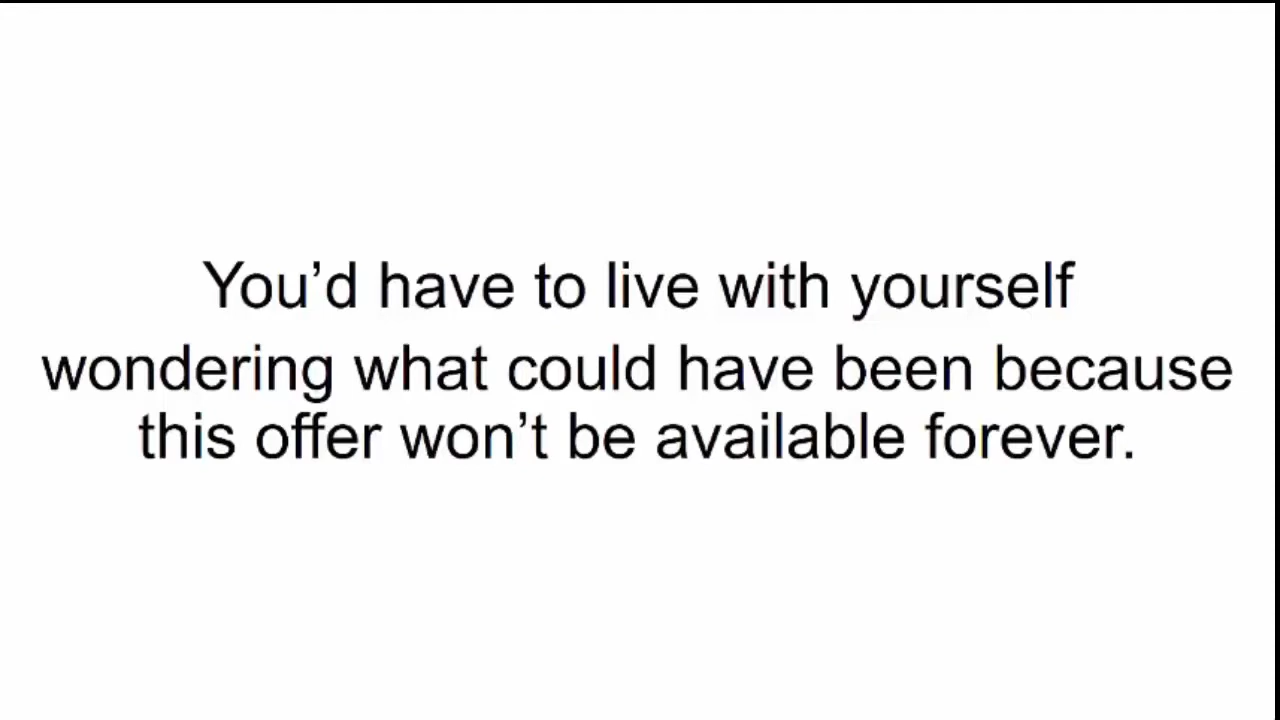 You’d have to live with yourself
wondering what could have been because
this offer won’t be available forever.